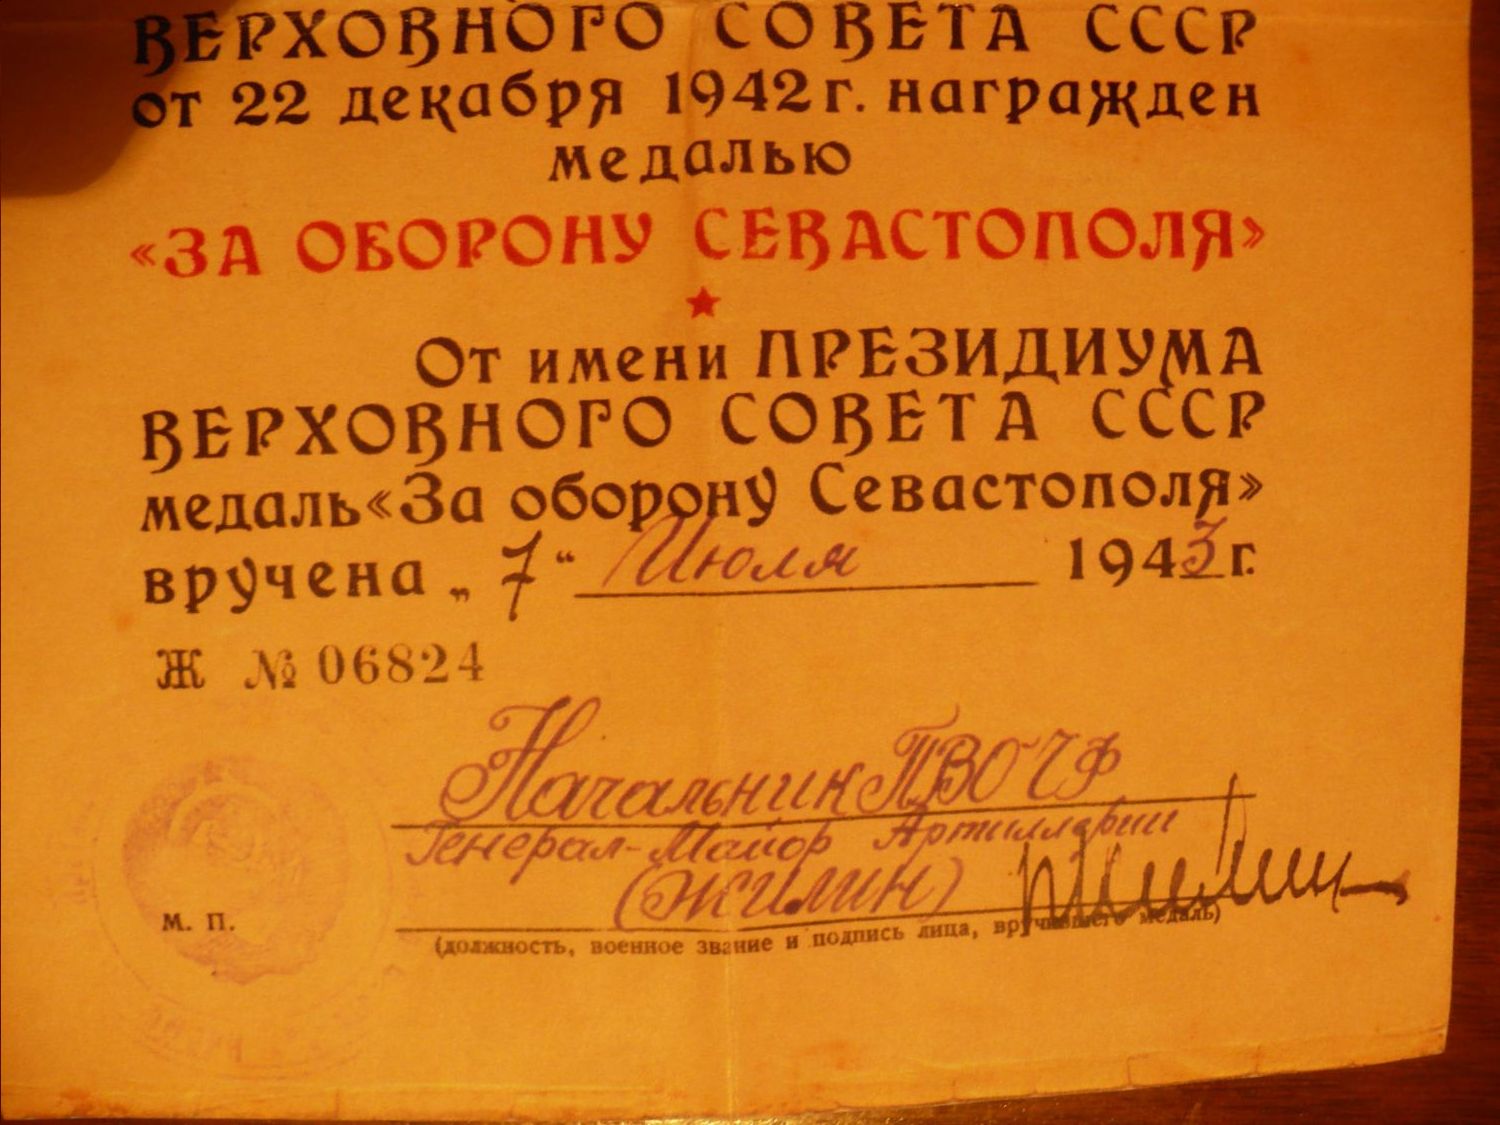 ВЕРХОВНОГО СОВЕТА СССР
от 22 декабря 1942 г. награжден
медалью
«ЗА ОБОРОНУ СЕВАСТОПОЛЯ»
От имени ПРЕЗИДИУМА
ВЕРХОВНОГО СОВЕТА СССР
медаль «За оборону Севастополя»
вручена „ 7 “ Июля 1943 г.
Ж № 06824
Начальник ПВО ЧФ
Генерал-Майор Артиллерии
(ЖИЛИН)
М. П.
(должность, военное звание и подпись лица, вручившего медаль)